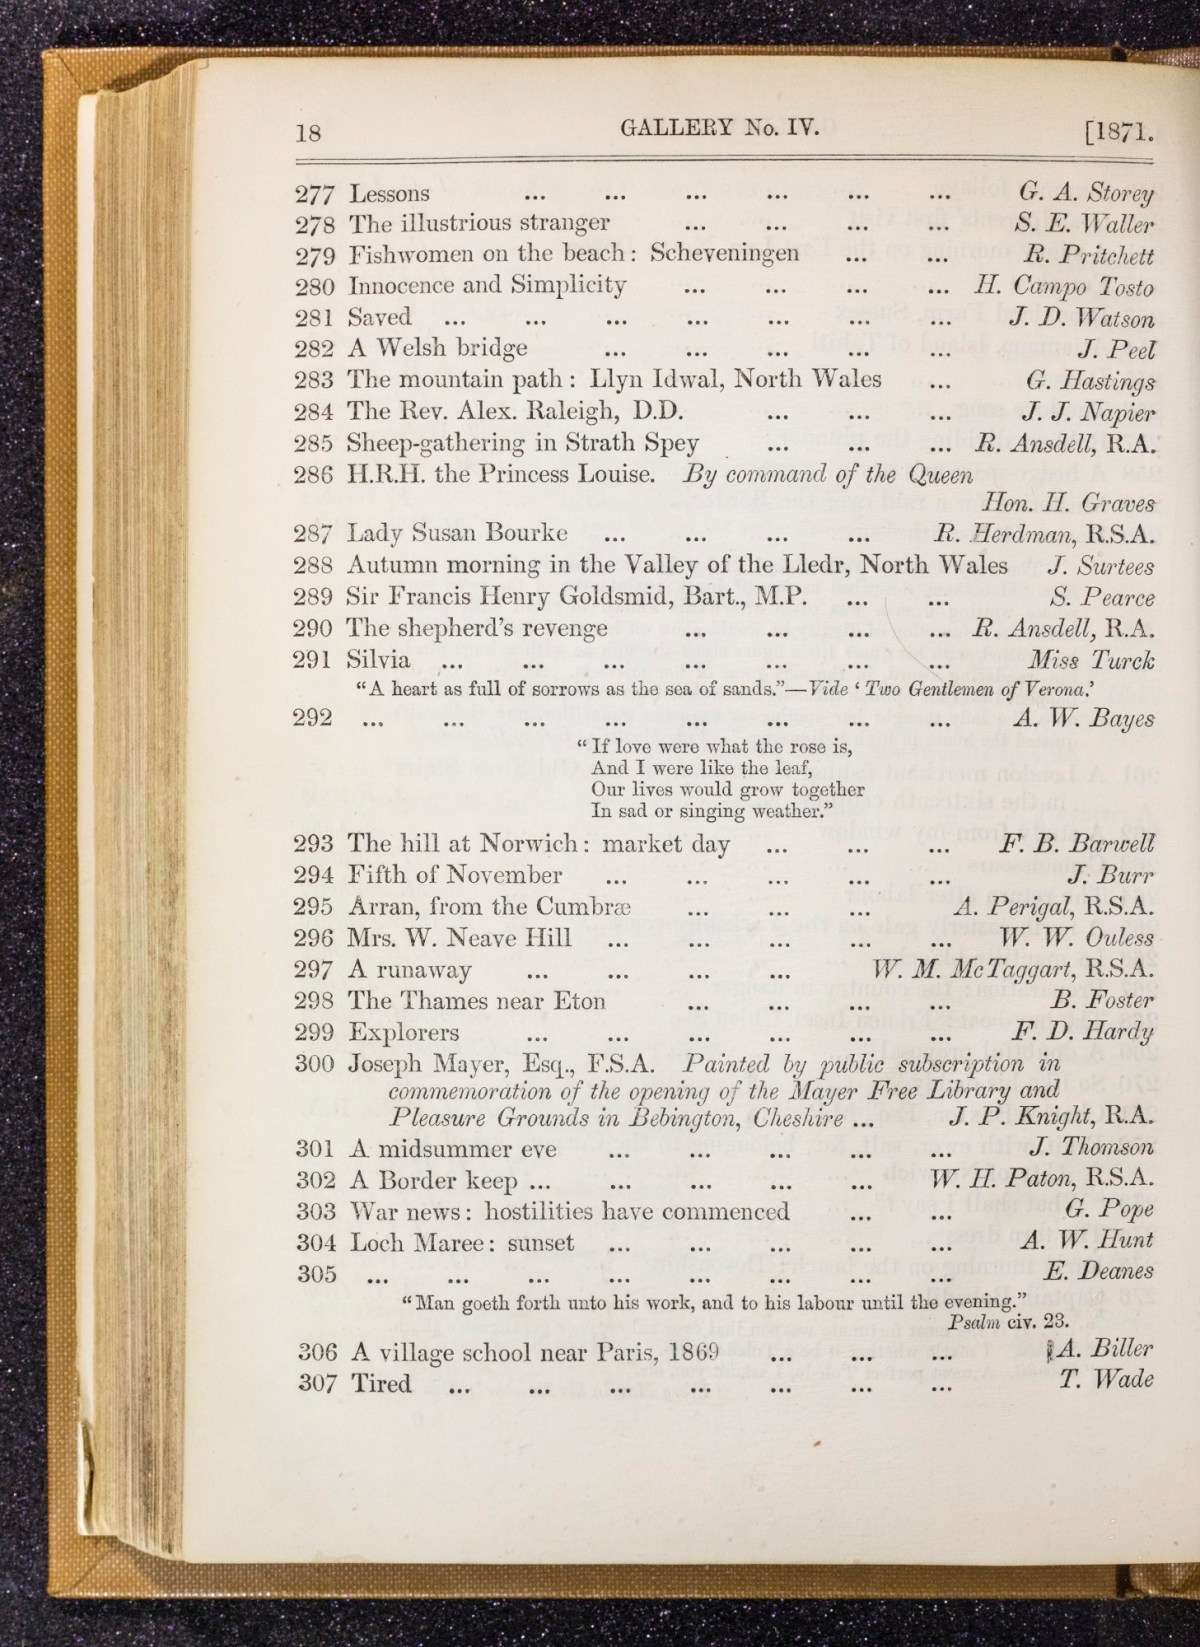 18 GALLERY No. IV. [1871.
277 Lessons ... ... ... ... ... ... G. A. Storey
278 The illustrious stranger ... ... ... ... S. E. Waller
279 Fishwomen on the beach: Scheveningen ... ... R. Pritchett
280 Innocence and Simplicity ... ... ... ... H. Campo Tosto
281 Saved ... ... ... ... ... ... ... J. D. Watson
282 A Welsh bridge ... ... ... ... ... J. Peel
283 The mountain path: Llyn Idwal, North Wales ... G. Hastings
284 The Rev. Alex. Raleigh, D.D. ... ... ... J. J. Napier
285 Sheep-gathering in Strath Spey ... ... ... R. Ansdell, R.A.
286 H.R.H. the Princess Louise. By command of the Queen
Hon. H. Graves
287 Lady Susan Bourke ... ... ... ... R. Herdman, R.S.A.
288 Autumn morning in the Valley of the Lledr, North Wales J. Surtees
289 Sir Francis Henry Goldsmid, Bart., M.P. ... ... S. Pearce
290 The shepherd's revenge ... ... ... ... R. Ansdell, R.A.
291 Silvia ... ... ... ... ... ... ... Miss Turck
"A heart as full of sorrows as the sea of sands."—Vide 'Two Gentlemen of Verona.'
292 ... ... ... ... ... ... ... ... A. W. Bayes
"If love were what the rose is,
And I were like the leaf,
Our lives would grow together
In sad or singing weather."
293 The hill at Norwich: market day ... ... ... F. B. Barwell
294 Fifth of November ... ... ... ... ... J. Burr
295 Arran, from the Cumbræ ... ... ... A. Perigal, R.S.A.
296 Mrs. W. Neave Hill ... ... ... ... ... W. W. Ouless
297 A runaway ... ... ... ... W. M. McTaggart, R.S.A.
298 The Thames near Eton ... ... ... ... B. Foster
299 Explorers ... ... ... ... ... ... F. D. Hardy
300 Joseph Mayer, Esq., F.S.A. Painted by public subscription in
commemoration of the opening of the Mayer Free Library and
Pleasure Grounds in Bebington, Cheshire ... J. P. Knight, R.A.
301 A midsummer eve ... ... ... ... ... J. Thomson
302 A Border keep ... ... ... ... ... W. H. Paton, R.S.A.
303 War news: hostilities have commenced ... ... G. Pope
304 Loch Maree: sunset ... ... ... ... ... A. W. Hunt
305 ... ... ... ... ... ... ... ... E. Deanes
"Man goeth forth unto his work, and to his labour until the evening."
Psalm civ. 23.
306 A village school near Paris, 1869 ... ... ... A. Biller
307 Tired ... ... ... ... ... ... ... T. Wade